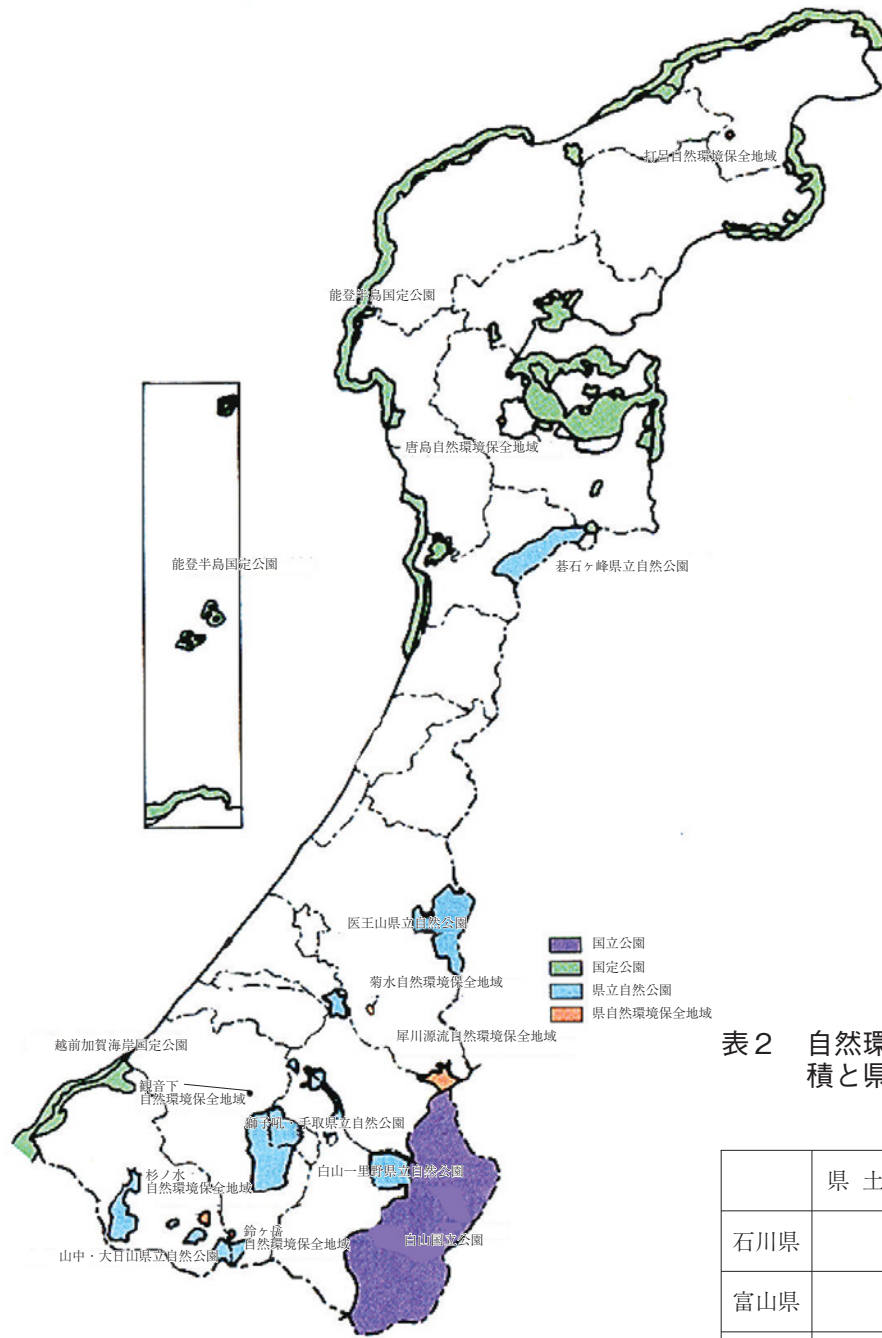 打呂自然環境保全地域
能登半島国定公園
唐島自然環境保全地域
能登半島国定公園
碁石ヶ峰県立自然公園
医王山県立自然公園
国立公園
国定公園
県立自然公園
県自然環境保全地域
菊水自然環境保全地域
犀川源流自然環境保全地域
越前加賀海岸国定公園
観音下
自然環境保全地域
獅子吼・手取県立自然公園
白山一里野県立自然公園
杉ノ水
自然環境保全地域
鈴ヶ岳
自然環境保全地域
白山国立公園
山中・大日山県立自然公園
表2 自然環
積と県
県 土
石川県
富山県